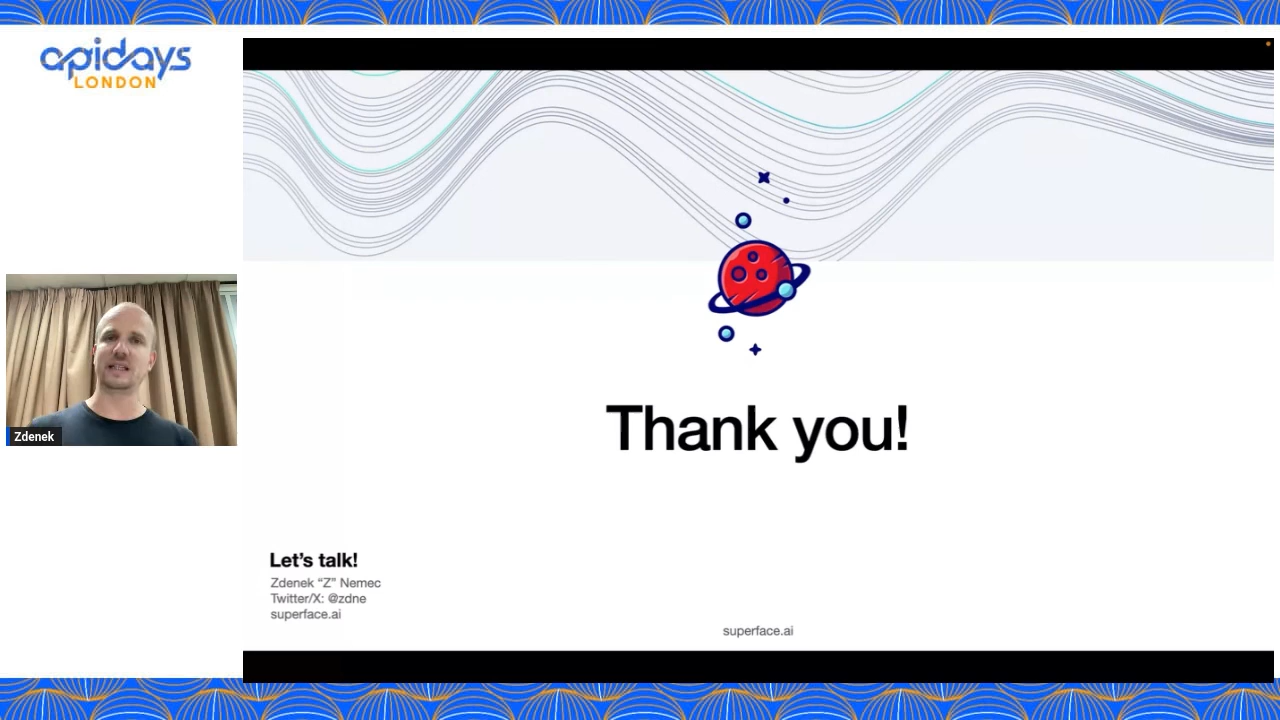 apidays
LONDON
Zdenek
Thank you!
Let’s talk!
Zdenek “Z” Nemec
Twitter/X: @zdne
superface.ai
superface.ai